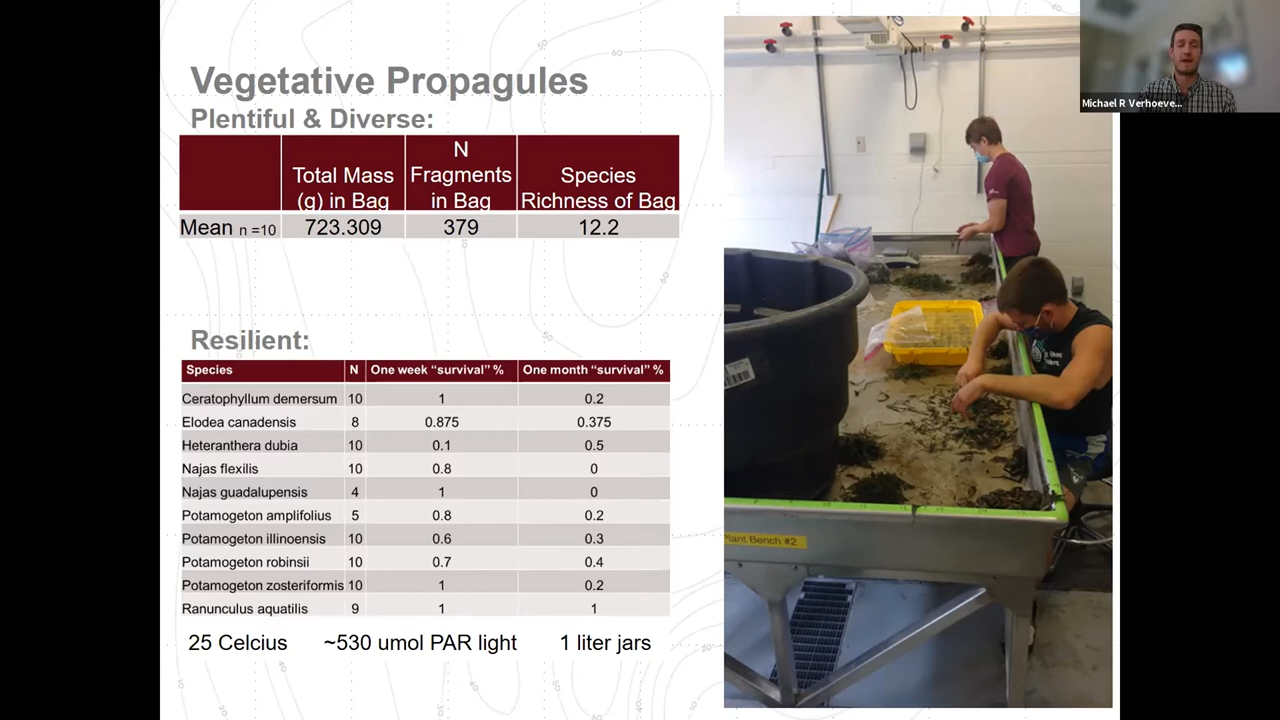 Vegetative Propagules
Plentiful & Diverse:
Total Mass (g) in Bag N Fragments in Bag Species Richness of Bag
Mean n =10 723.309 379 12.2
Resilient:
Species N One week “survival” % One month “survival” %
Ceratophyllum demersum 10 1 0.2
Elodea canadensis 8 0.875 0.375
Heteranthera dubia 10 0.1 0.5
Najas flexilis 10 0.8 0
Najas guadalupensis 4 1 0
Potamogeton amplifolius 5 0.8 0.2
Potamogeton illinoensis 10 0.6 0.3
Potamogeton robinsii 10 0.7 0.4
Potamogeton zosteriformis 10 1 0.2
Ranunculus aquatilis 9 1 1
25 Celcius ~530 umol PAR light 1 liter jars
Plant Bench #2
Michael R Verhoeve...